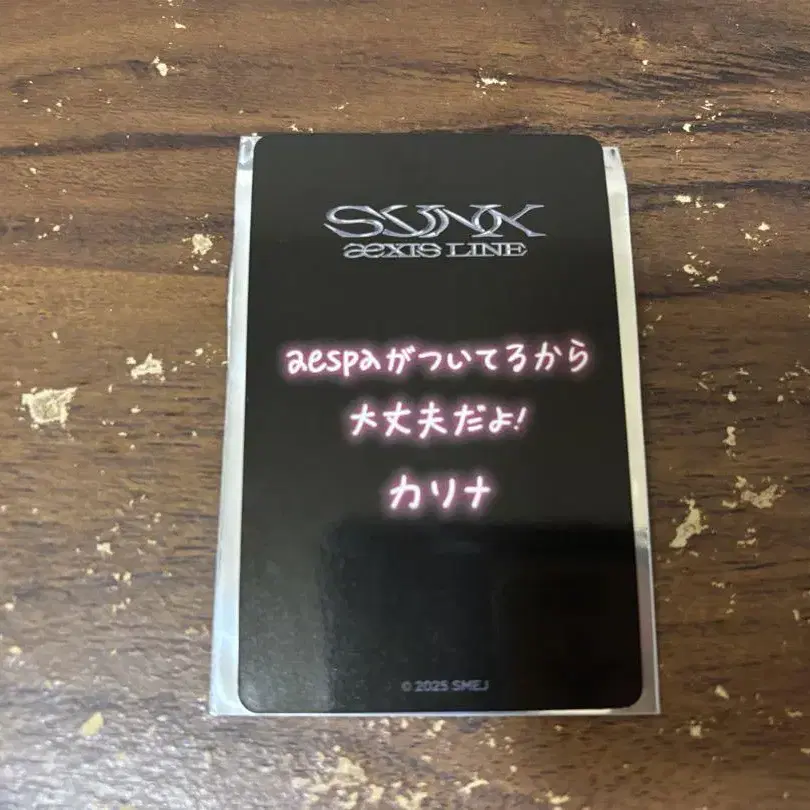 SYNK
aeXIS LINE
aespaがついてるから
大丈夫だよ!
カリナ
© 2025 SMEJ